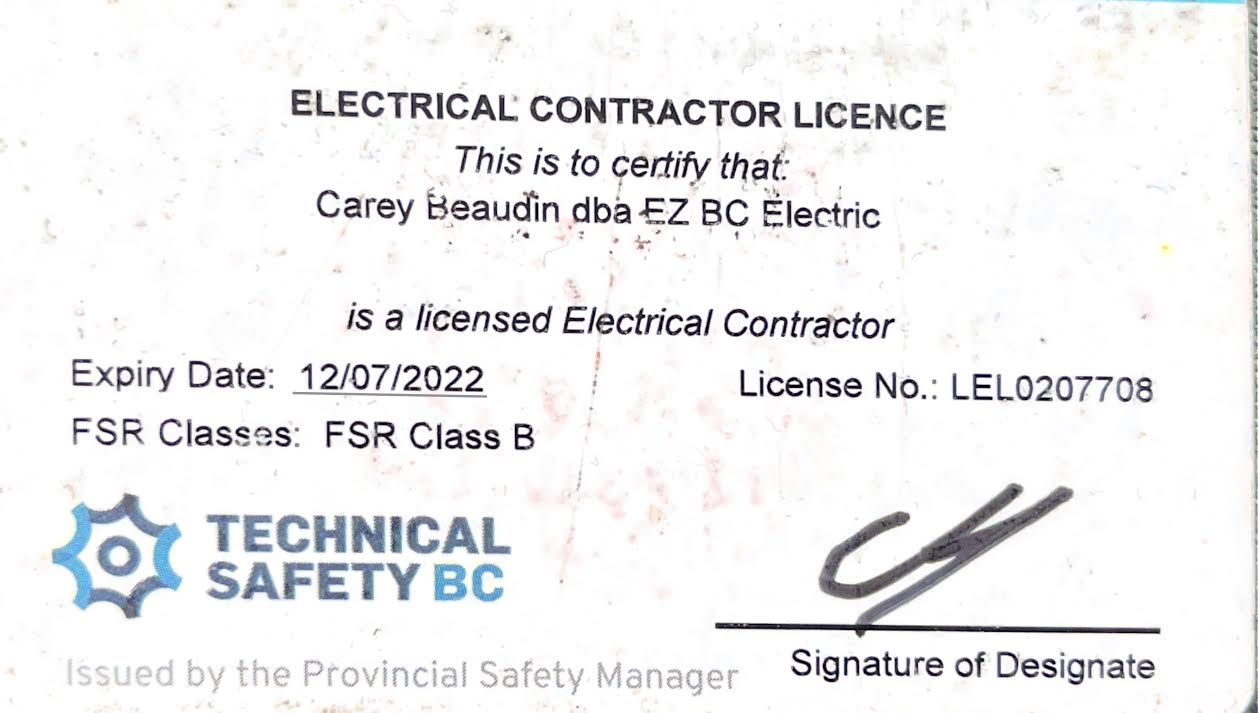 ELECTRICAL CONTRACTOR LICENCE
This is to certify that:
Carey Beaudin dba EZ BC Electric
is a licensed Electrical Contractor
Expiry Date: 12/07/2022
License No.: LEL0207708
FSR Classes: FSR Class B
TECHNICAL
SAFETY BC
Signature of Designate
Issued by the Provincial Safety Manager